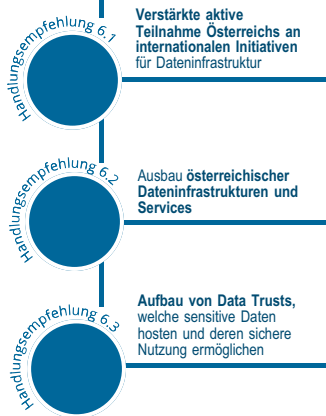 Handlungsempfehlung 6.1
Verstärkte aktive
Teilnahme Österreichs an
internationalen Initiativen
für Dateninfrastruktur
Handlungsempfehlung 6.2
Ausbau österreichischer
Dateninfrastrukturen und
Services
Handlungsempfehlung 6.3
Aufbau von Data Trusts,
welche sensitive Daten
hosten und deren sichere
Nutzung ermöglichen